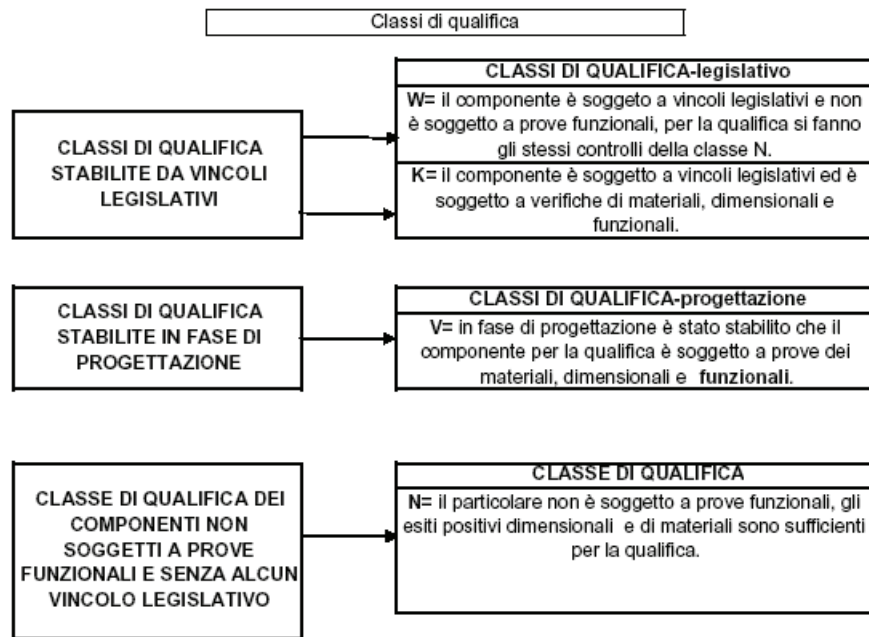 Classi di qualifica
CLASSI DI QUALIFICA
STABILITE DA VINCOLI
LEGISLATIVI
CLASSI DI QUALIFICA-legislativo
W= il componente è soggeto a vincoli legislativi e non
è soggetto a prove funzionali, per la qualifica si fanno
gli stessi controlli della classe N.
K= il componente è soggetto a vincoli legislativi ed è
soggetto a verifiche di materiali, dimensionali e
funzionali.
CLASSI DI QUALIFICA
STABILITE IN FASE DI
PROGETTAZIONE
CLASSI DI QUALIFICA-progettazione
V= in fase di progettazione è stato stabilito che il
componente per la qualifica è soggetto a prove dei
materiali, dimensionali e funzionali.
CLASSE DI QUALIFICA DEI
COMPONENTI NON
SOGGETTI A PROVE
FUNZIONALI E SENZA ALCUN
VINCOLO LEGISLATIVO
CLASSE DI QUALIFICA
N= il particolare non è soggetto a prove funzionali, gli
esiti positivi dimensionali e di materiali sono sufficienti
per la qualifica.